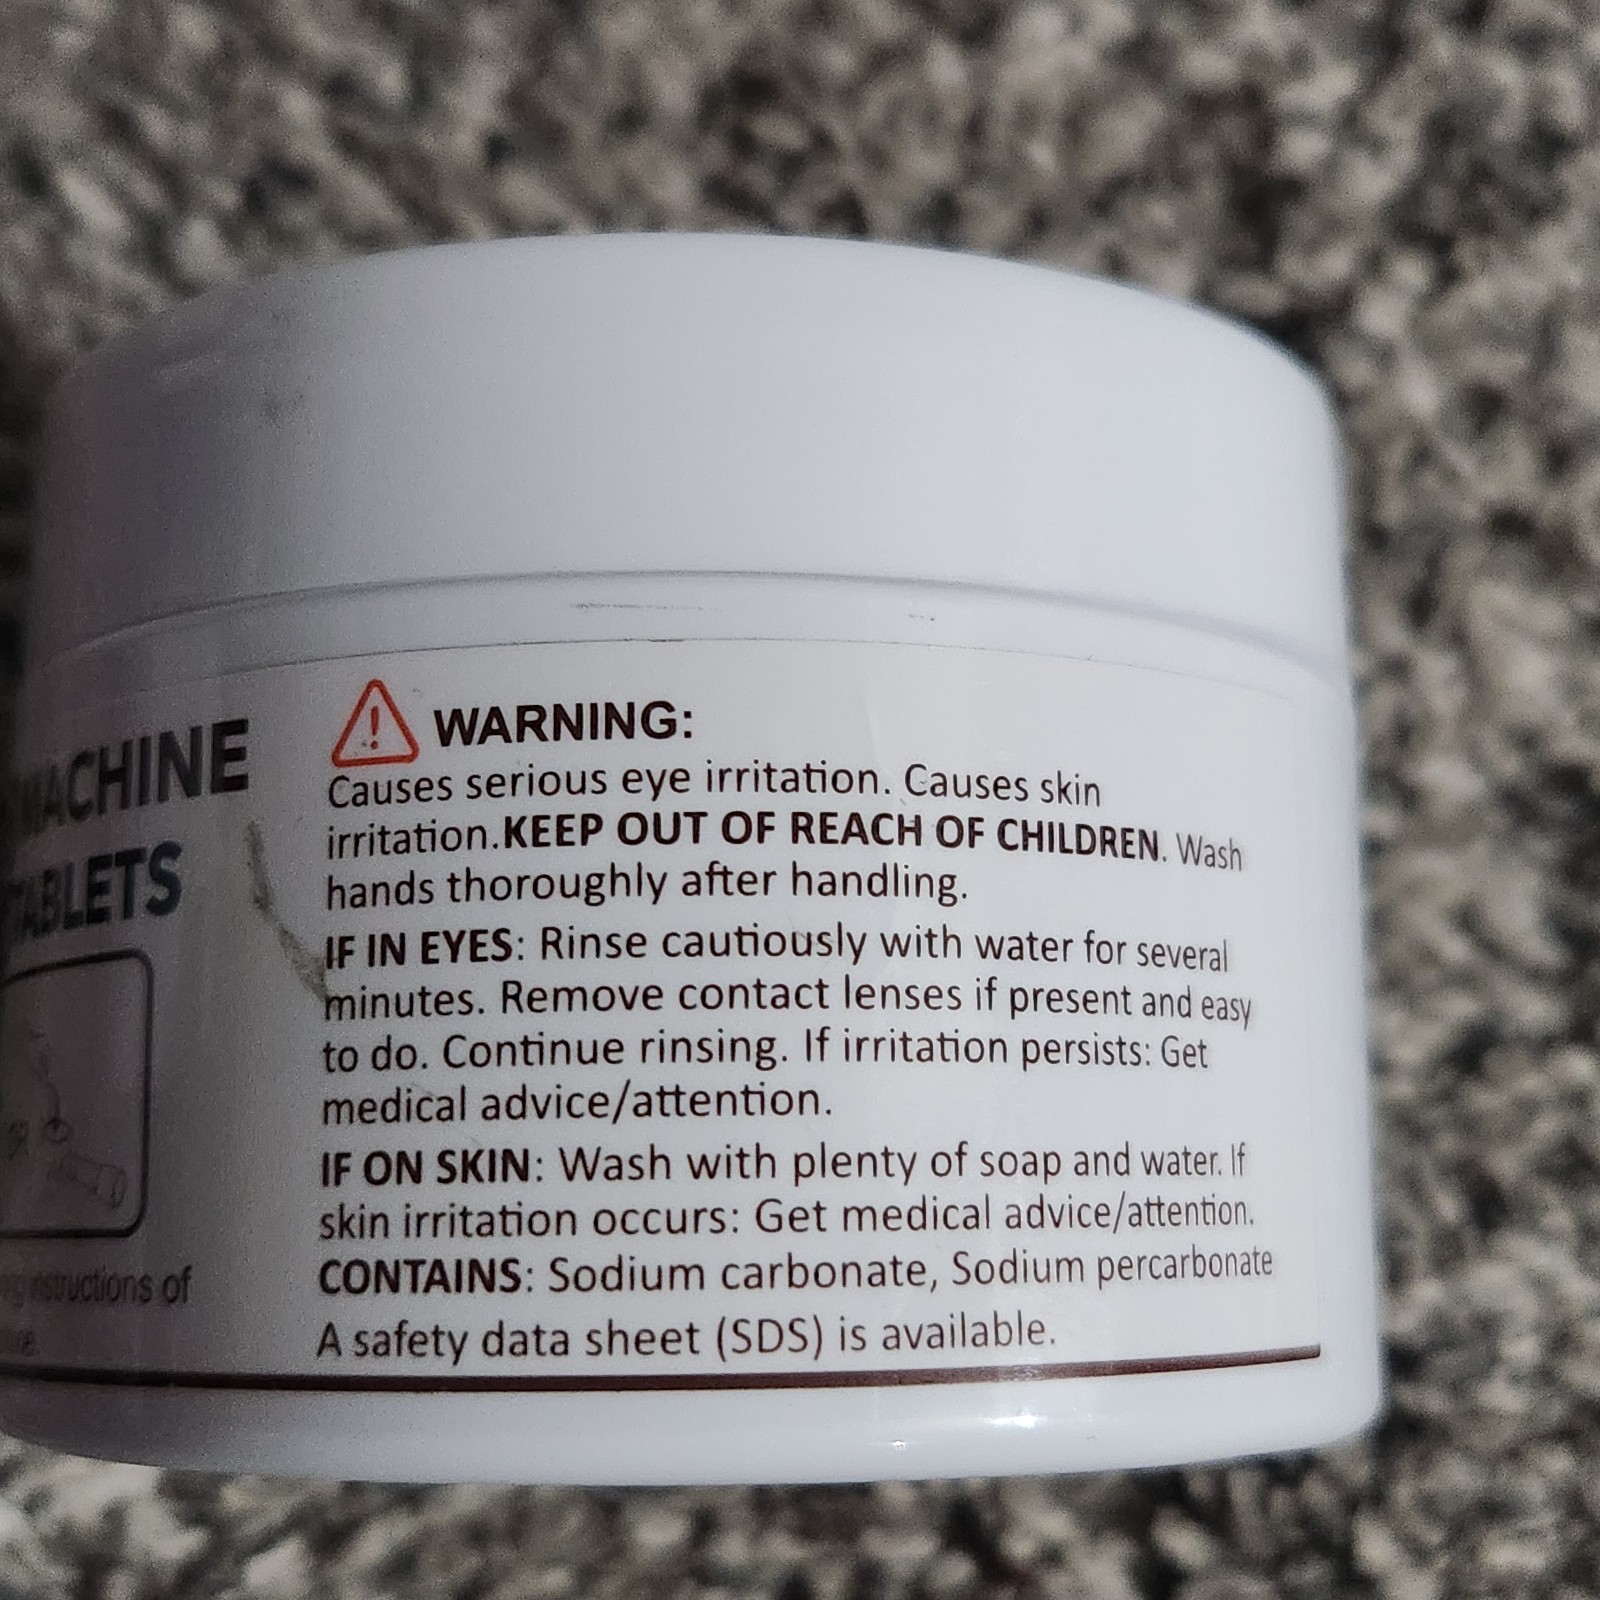 MACHINE
TABLETS
instructions of
WARNING:
Causes serious eye irritation. Causes skin
irritation.KEEP OUT OF REACH OF CHILDREN. Wash
hands thoroughly after handling.
IF IN EYES: Rinse cautiously with water for several
minutes. Remove contact lenses if present and easy
to do. Continue rinsing. If irritation persists: Get
medical advice/attention.
IF ON SKIN: Wash with plenty of soap and water. If
skin irritation occurs: Get medical advice/attention.
CONTAINS: Sodium carbonate, Sodium percarbonate
A safety data sheet (SDS) is available.